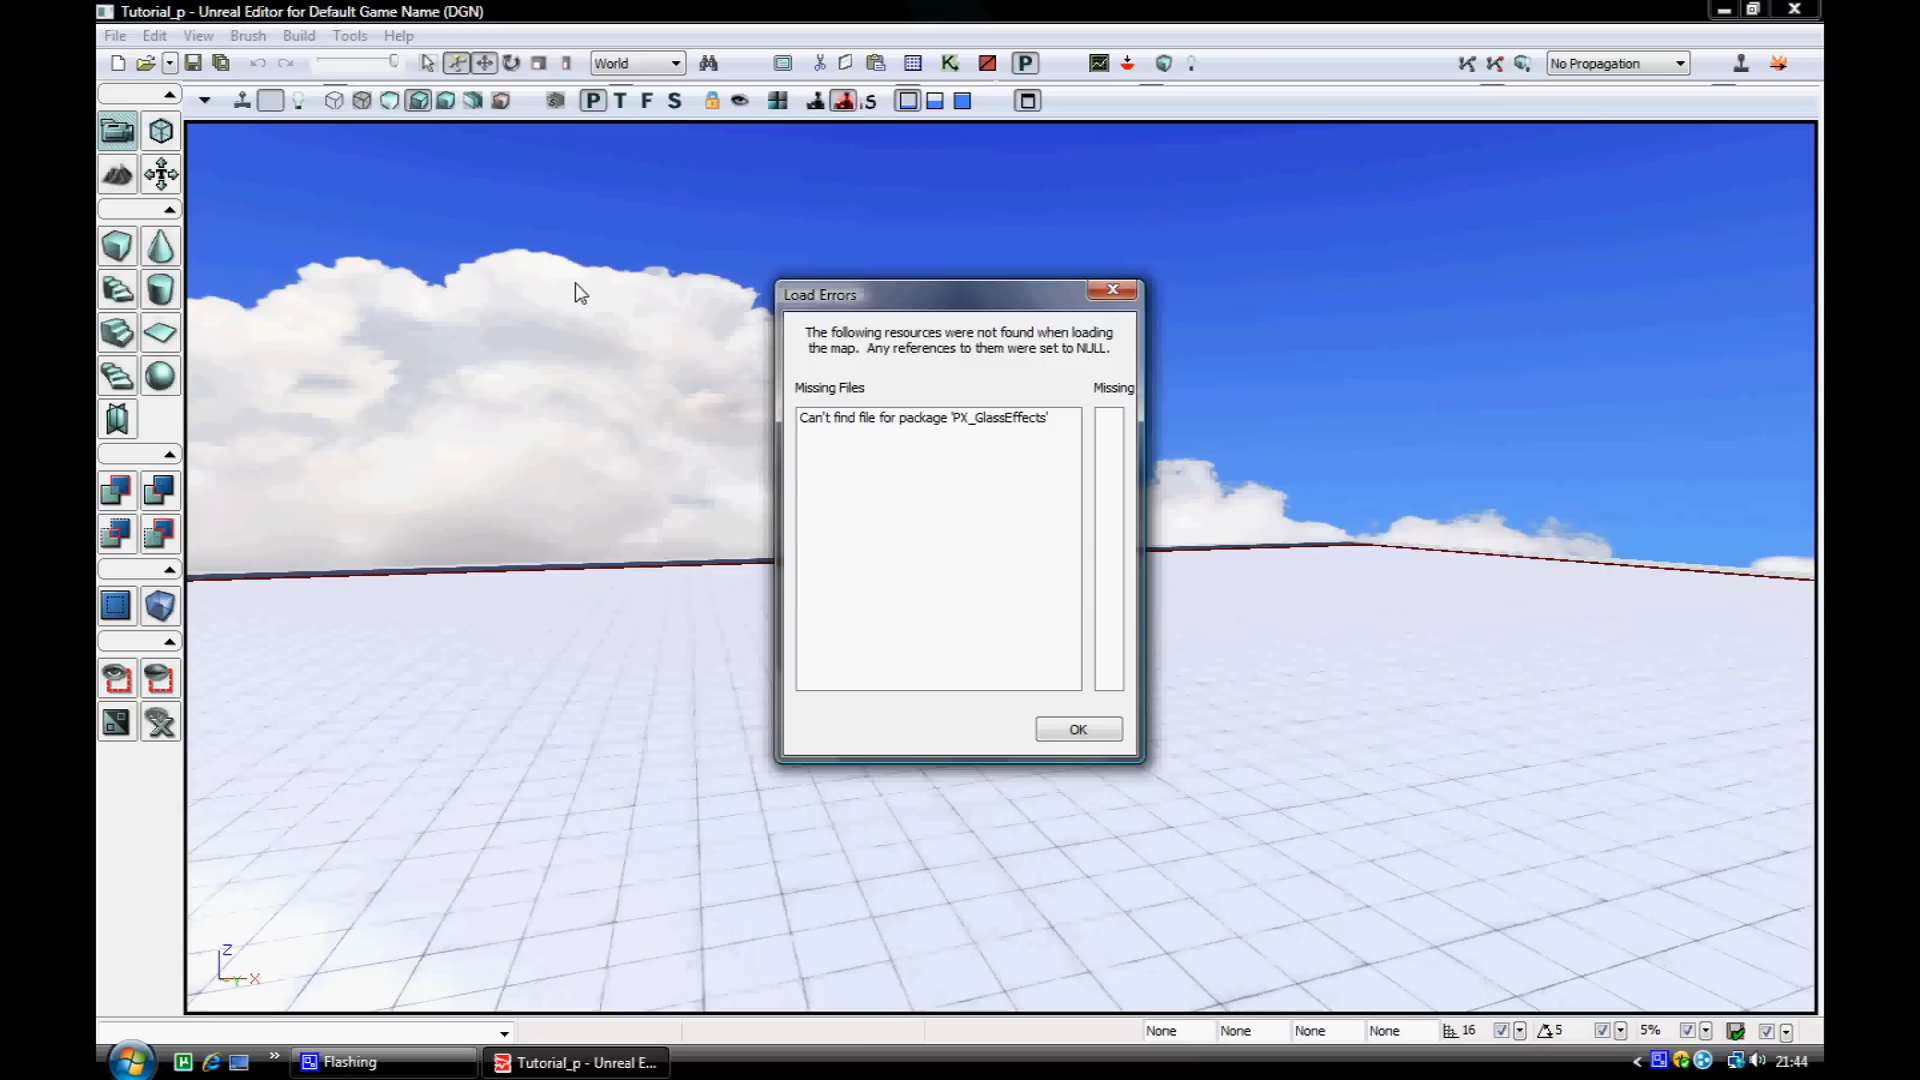 Tutorial_p - Unreal Editor for Default Game Name (DGN)
File Edit View Brush Build Tools Help
World
P
No Propagation
P T F S
S
Load Errors
The following resources were not found when loading
the map. Any references to them were set to NULL.
Missing Files
Missing
Can't find file for package 'PX_GlassEffects'
OK
Z
Y X
None None None None 16 5 5%
Flashing
Tutorial_p - Unreal E...
21:44